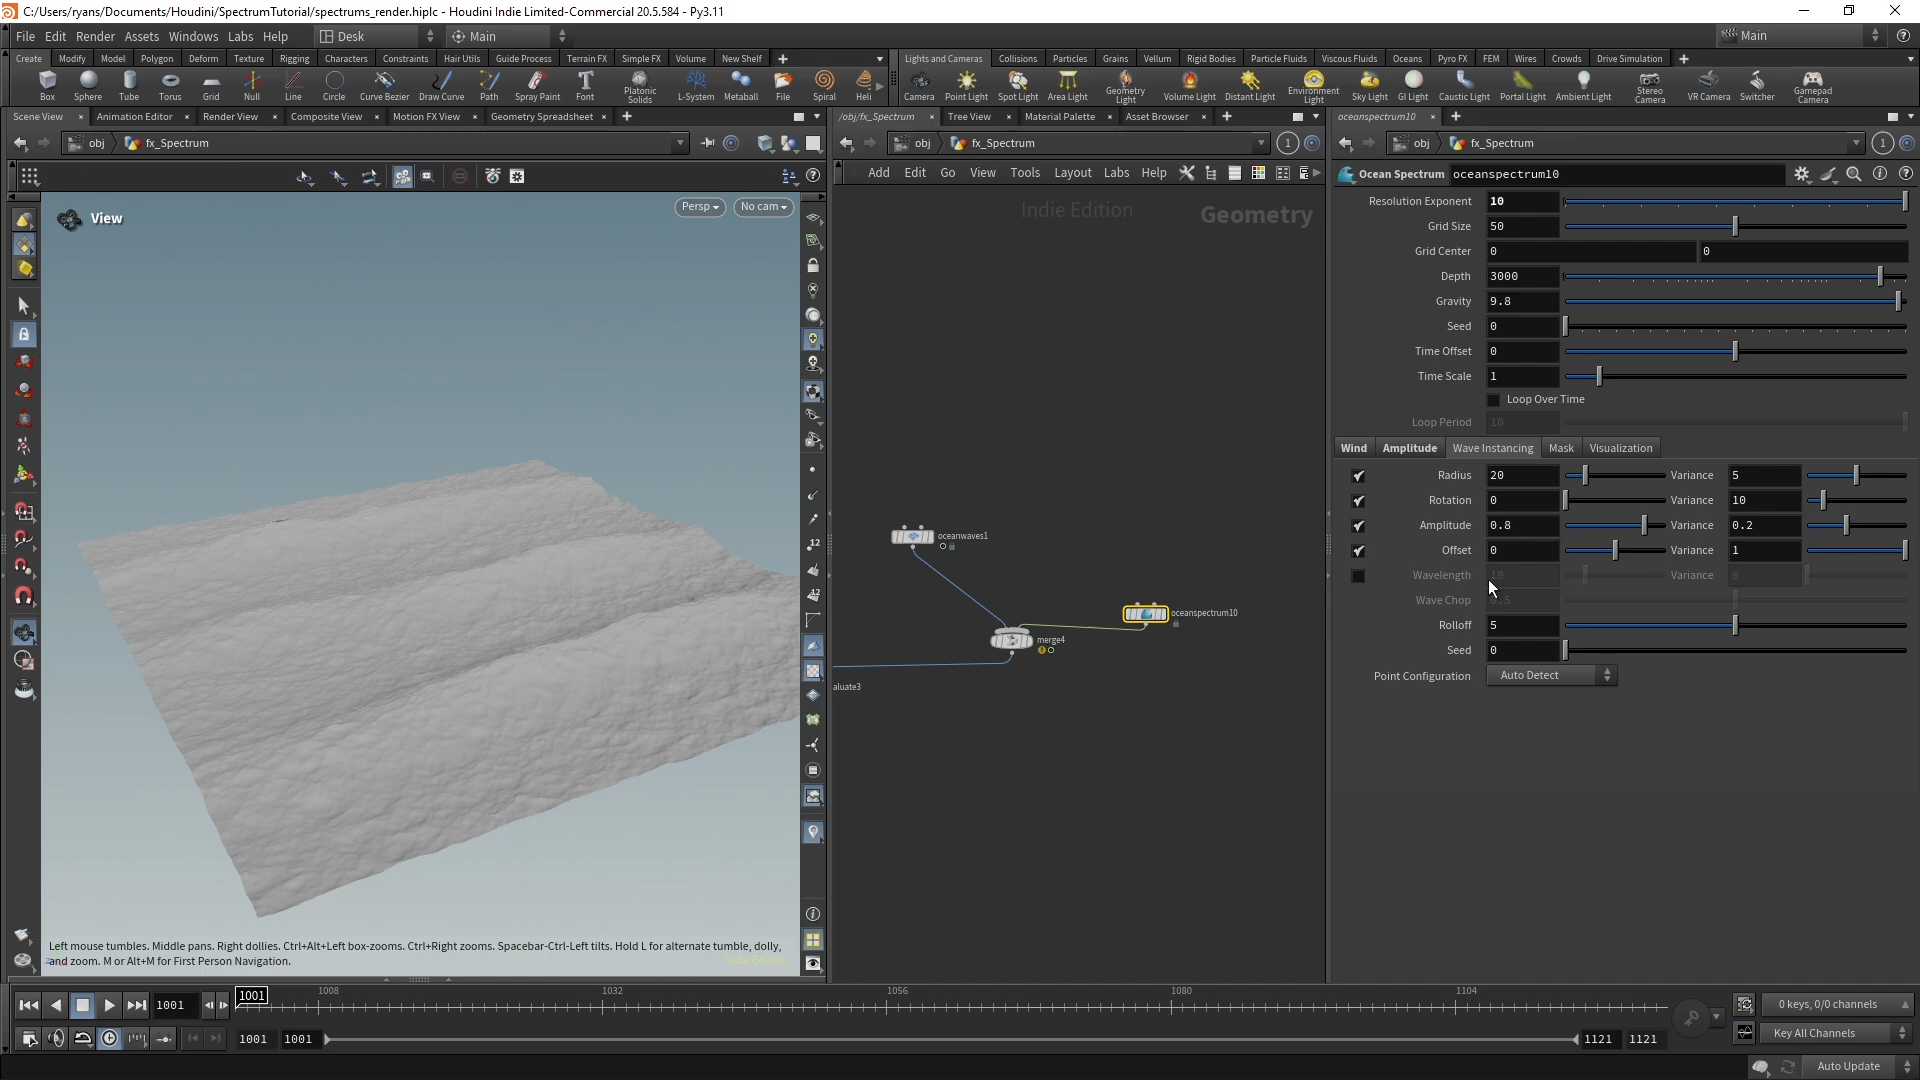 C:/Users/ryans/Documents/Houdini/SpectrumTutorial/spectrums_render.hiplc - Houdini Indie Limited-Commercial 20.5.584 - Py3.11
File Edit Render Assets Windows Labs Help Desk Main Main
Create Modify Model Polygon Deform Texture Rigging Characters Constraints Hair Utils Guide Process Terrain FX Simple FX Volume New Shelf
Lights and Cameras Collisions Particles Grains Vellum Rigid Bodies Particle Fluids Viscous Fluids Oceans Pyro FX FEM Wires Crowds Drive Simulation
Box Sphere Tube Torus Grid Null Line Circle Curve Bezier Draw Curve Path Spray Paint Font Platonic Solids L-System Metaball File Spiral Heli
Camera Point Light Spot Light Area Light Geometry Light Volume Light Distant Light Environment Light Sky Light GI Light Caustic Light Portal Light Ambient Light Stereo Camera VR Camera Switcher Gamepad Camera
Scene View Animation Editor Render View Composite View Motion FX View Geometry Spreadsheet
/obj/fx_Spectrum Tree View Material Palette Asset Browser
oceanspectrum10
obj fx_Spectrum
obj fx_Spectrum 1
obj fx_Spectrum 1
Add Edit Go View Tools Layout Labs Help
Ocean Spectrum oceanspectrum10
View
Persp No cam
Indie Edition Geometry
Resolution Exponent 10
Grid Size 50
Grid Center 0 0
Depth 3000
Gravity 9.8
Seed 0
Time Offset 0
Time Scale 1
Loop Over Time
Loop Period 10
Wind Amplitude Wave Instancing Mask Visualization
Radius 20 Variance 5
Rotation 0 Variance 10
Amplitude 0.8 Variance 0.2
Offset 0 Variance 1
Wavelength 10 Variance 0
Wave Chop
Rolloff 5
Seed 0
Point Configuration Auto Detect
oceanwaves1
oceanspectrum10
merge4
aluate3
12
12
Left mouse tumbles. Middle pans. Right dollies. Ctrl+Alt+Left box-zooms. Ctrl+Right zooms. Spacebar-Ctrl-Left tilts. Hold L for alternate tumble, dolly,
and zoom. M or Alt+M for First Person Navigation.
Indie Edition
1001 1001 1008 1032 1056 1080 1104
0 keys, 0/0 channels
1001 1001 1121 1121
Key All Channels
Auto Update